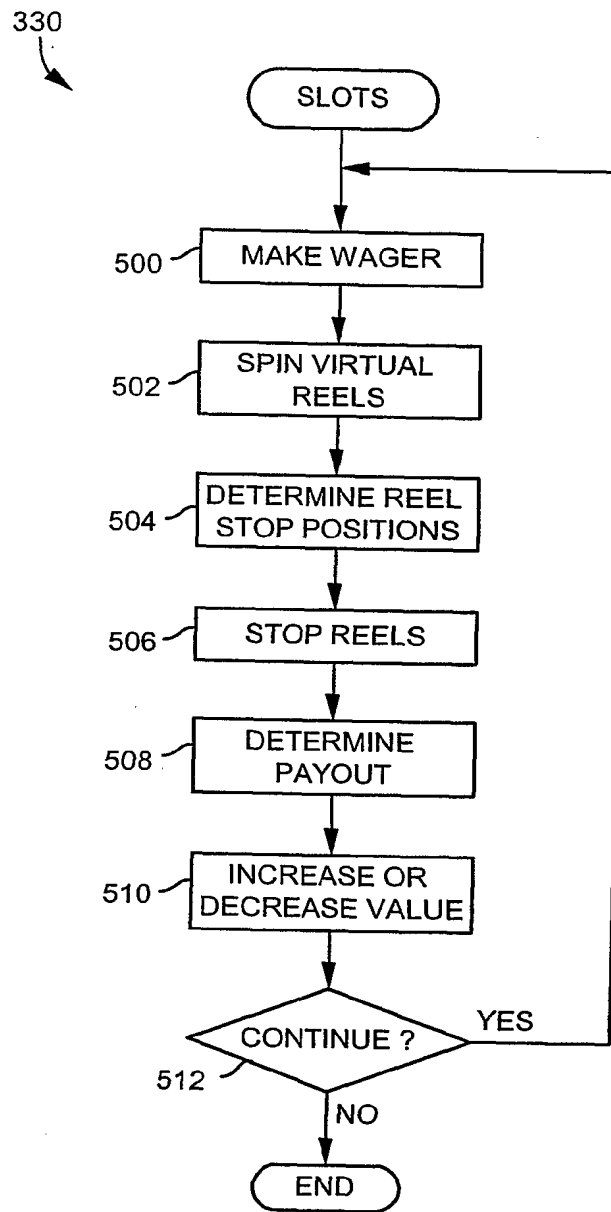 330
SLOTS
500
MAKE WAGER
502
SPIN VIRTUAL
REELS
504
DETERMINE REEL
STOP POSITIONS
506
STOP REELS
508
DETERMINE
PAYOUT
510
INCREASE OR
DECREASE VALUE
CONTINUE ?
YES
512
NO
END